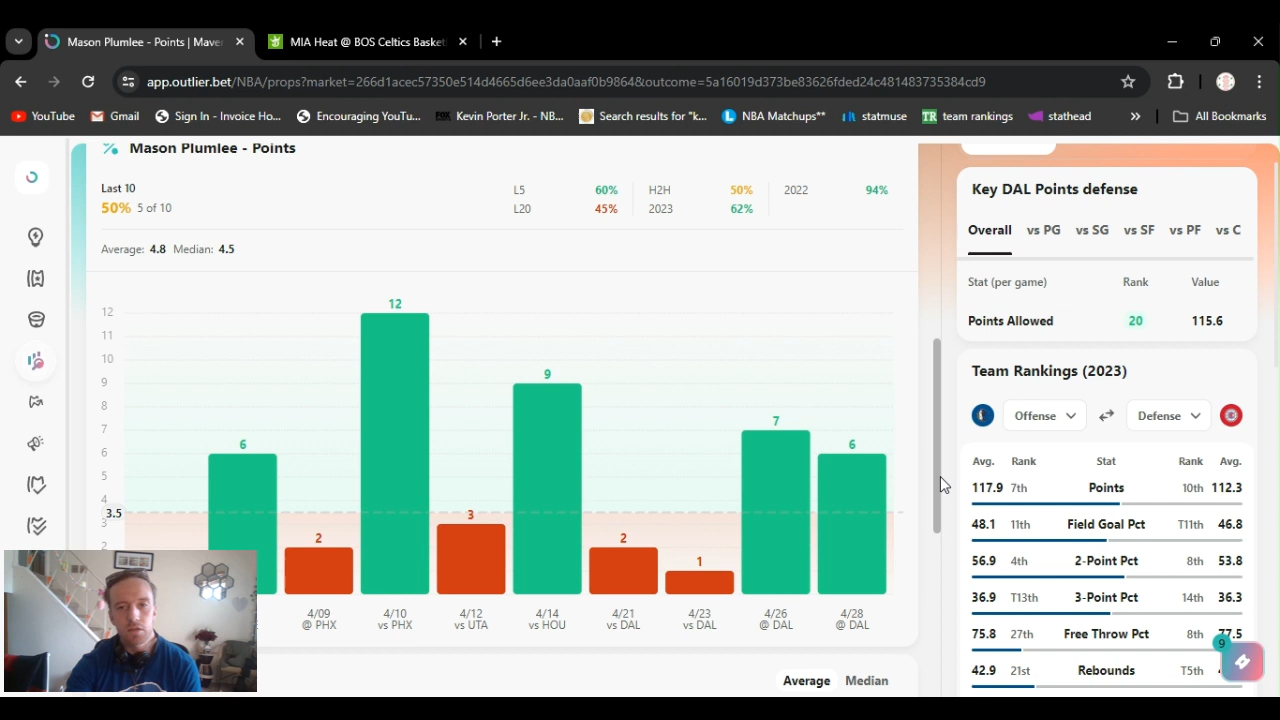 Mason Plumlee - Points | Maver
MIA Heat @ BOS Celtics Basket
app.outlier.bet/NBA/props?market=266d1acec57350e514d4665d6ee3da0aaf0b9864&outcome=5a16019d373be83626fded24c481483735384cd9
YouTube Gmail Sign In - Invoice Ho... Encouraging YouTu... Kevin Porter Jr. - NB... Search results for "k... NBA Matchups** statmuse team rankings stathead » All Bookmarks
Mason Plumlee - Points
Last 10
50% 5 of 10
L5 60% H2H 50% 2022 94%
L20 45% 2023 62%
Average: 4.8 Median: 4.5
12
11
10
9
8
7
6
5
4
3.5
3
2
6 2 12 3 9 2 1 7 6
4/09 4/10 4/12 4/14 4/21 4/23 4/26 4/28
@ PHX vs PHX vs UTA vs HOU vs DAL vs DAL @ DAL @ DAL
Average Median
Key DAL Points defense
Overall vs PG vs SG vs SF vs PF vs C
Stat (per game) Rank Value
Points Allowed 20 115.6
Team Rankings (2023)
Offense Defense
Avg. Rank Stat Rank Avg.
117.9 7th Points 10th 112.3
48.1 11th Field Goal Pct T11th 46.8
56.9 4th 2-Point Pct 8th 53.8
36.9 T13th 3-Point Pct 14th 36.3
75.8 27th Free Throw Pct 8th 77.5
9
42.9 21st Rebounds T5th